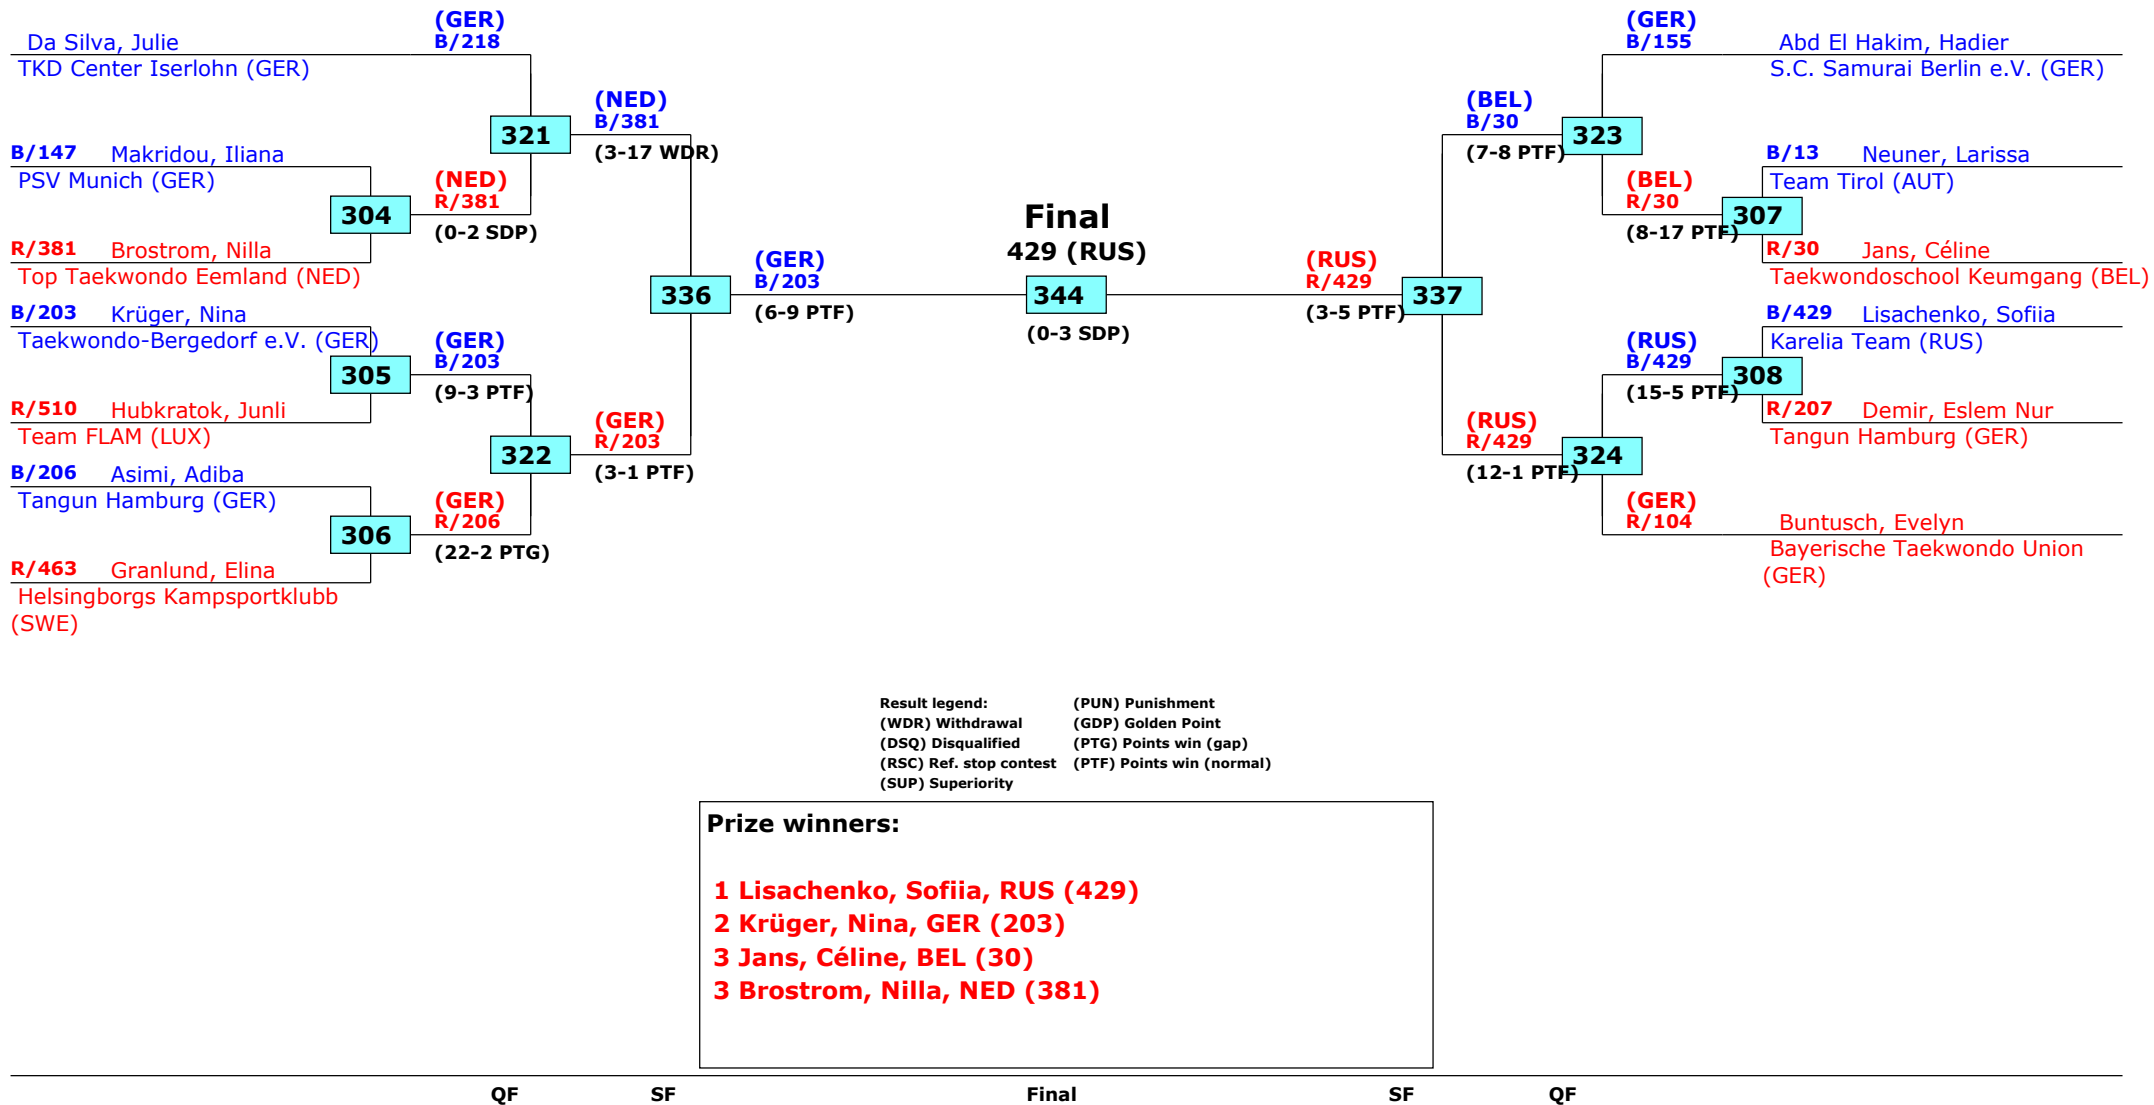 (GER)
B/218
Da Silva, Julie
TKD Center Iserlohn (GER)
321
(NED)
B/381
(3-17 WDR)
B/147 Makridou, Iliana
PSV Munich (GER)
304
(NED)
R/381
(0-2 SDP)
R/381 Brostrom, Nilla
Top Taekwondo Eemland (NED)
336
(GER)
B/203
(6-9 PTF)
B/203 Krüger, Nina
Taekwondo-Bergedorf e.V. (GER)
305
(GER)
B/203
(9-3 PTF)
R/510 Hubkratok, Junli
Team FLAM (LUX)
322
(GER)
R/203
(3-1 PTF)
B/206 Asimi, Adiba
Tangun Hamburg (GER)
306
(GER)
R/206
(22-2 PTG)
R/463 Granlund, Elina
Helsingborgs Kampsportklubb
(SWE)
Final
429 (RUS)
344
(0-3 SDP)
(GER)
B/155
Abd El Hakim, Hadier
S.C. Samurai Berlin e.V. (GER)
(BEL)
B/30
(7-8 PTF)
323
B/13 Neuner, Larissa
Team Tirol (AUT)
(BEL)
R/30
(8-17 PTF)
307
R/30 Jans, Céline
Taekwondoschool Keumgang (BEL)
(RUS)
R/429
(3-5 PTF)
337
B/429 Lisachenko, Sofiia
Karelia Team (RUS)
(RUS)
B/429
(15-5 PTF)
308
R/207 Demir, Eslem Nur
Tangun Hamburg (GER)
(RUS)
R/429
(12-1 PTF)
324
(GER)
R/104
Buntusch, Evelyn
Bayerische Taekwondo Union
(GER)
Result legend: (PUN) Punishment
(WDR) Withdrawal (GDP) Golden Point
(DSQ) Disqualified (PTG) Points win (gap)
(RSC) Ref. stop contest (PTF) Points win (normal)
(SUP) Superiority
Prize winners:
1 Lisachenko, Sofiia, RUS (429)
2 Krüger, Nina, GER (203)
3 Jans, Céline, BEL (30)
3 Brostrom, Nilla, NED (381)
QF SF Final SF QF